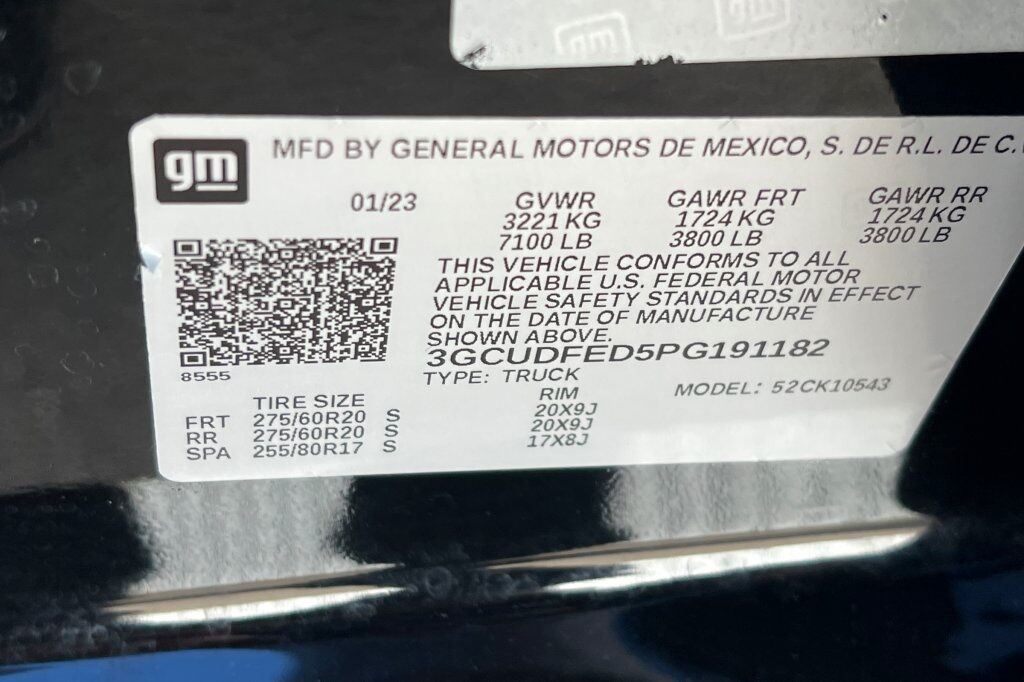 gm
gm
gm
MFD BY GENERAL MOTORS DE MEXICO, S. DE R.L. DE C.
01/23
GVWR GAWR FRT GAWR RR
3221 KG 1724 KG 1724 KG
7100 LB 3800 LB 3800 LB
THIS VEHICLE CONFORMS TO ALL
APPLICABLE U.S. FEDERAL MOTOR
VEHICLE SAFETY STANDARDS IN EFFECT
ON THE DATE OF MANUFACTURE
SHOWN ABOVE.
3GCUDFED5PG191182
8555
TYPE: TRUCK MODEL: 52CK10543
TIRE SIZE RIM
FRT 275/60R20 S 20X9J
RR 275/60R20 S 20X9J
SPA 255/80R17 S 17X8J